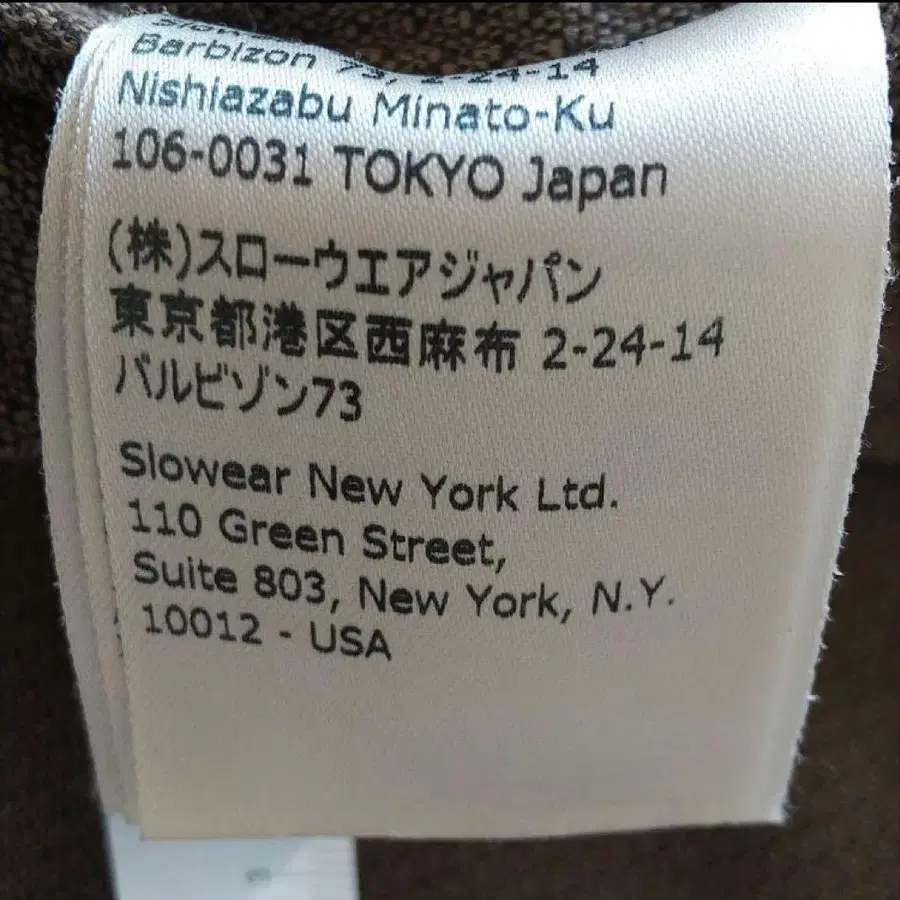 Barbizon 73, 2-24-14
Nishiazabu Minato-Ku
106-0031 TOKYO Japan
(株)スローウエアジャパン
東京都港区西麻布 2-24-14
バルビゾン73
Slowear New York Ltd.
110 Green Street,
Suite 803, New York, N.Y.
10012 - USA